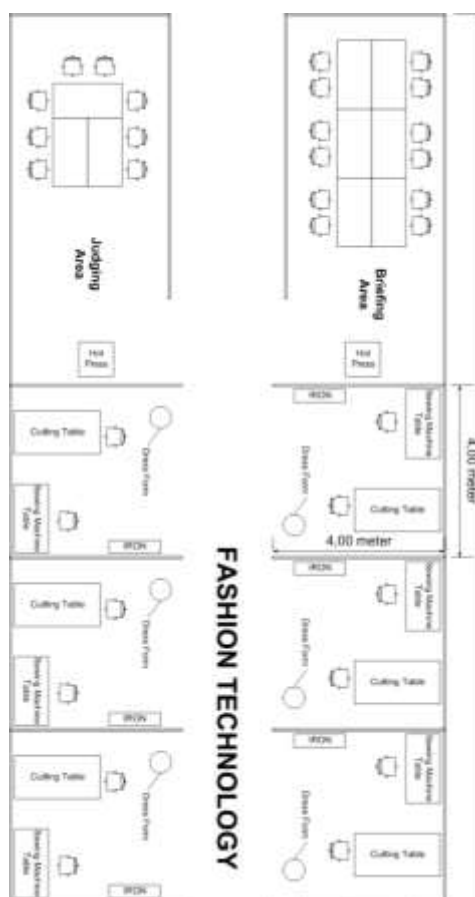 Judging
Area
Briefing
Area
Hot
Press
Hot
Press
4,00 meter
4,00 meter
FASHION TECHNOLOGY
Cutting Table
Dress Form
Sewing Machine
Table
IRON
Cutting Table
Dress Form
Sewing Machine
Table
IRON
Cutting Table
Dress Form
Sewing Machine
Table
IRON
IRON
Sewing Machine
Table
Dress Form
Cutting Table
IRON
Sewing Machine
Table
Dress Form
Cutting Table
IRON
Sewing Machine
Table
Dress Form
Cutting Table